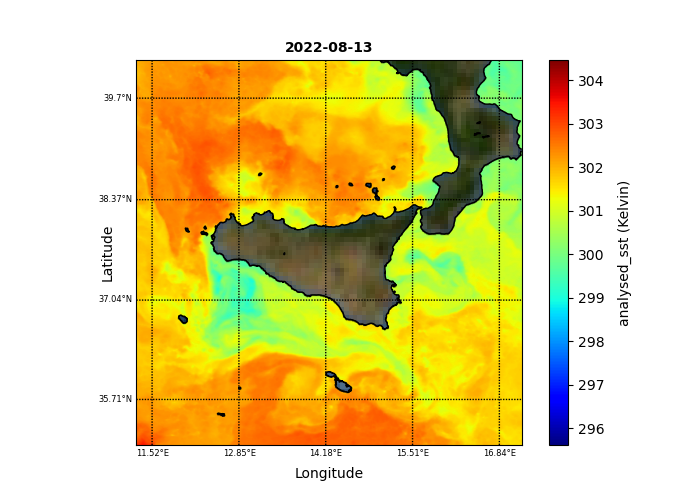 2022-08-13
39.7°N
38.37°N
37.04°N
35.71°N
Latitude
11.52°E 12.85°E 14.18°E 15.51°E 16.84°E
Longitude
304
303
302
301
300
299
298
297
296
analysed_sst (Kelvin)